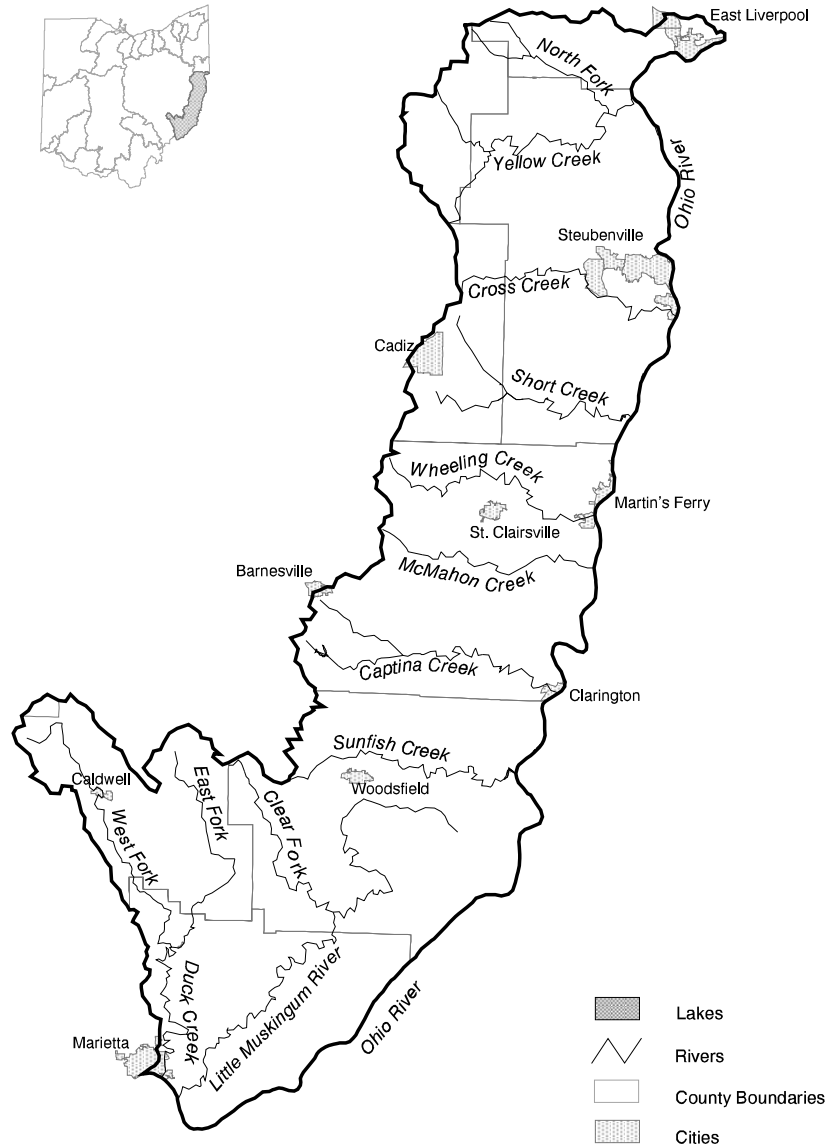 East Liverpool
North Fork
Yellow Creek
Ohio River
Steubenville
Cross Creek
Cadiz
Short Creek
Wheeling Creek
Martin's Ferry
St. Clairsville
Barnesville
McMahon Creek
Captina Creek
Clarington
Sunfish Creek
Caldwell
East Fork
Clear Fork
Woodsfield
West Fork
Duck Creek
Little Muskingum River
Ohio River
Marietta
Lakes
Rivers
County Boundaries
Cities